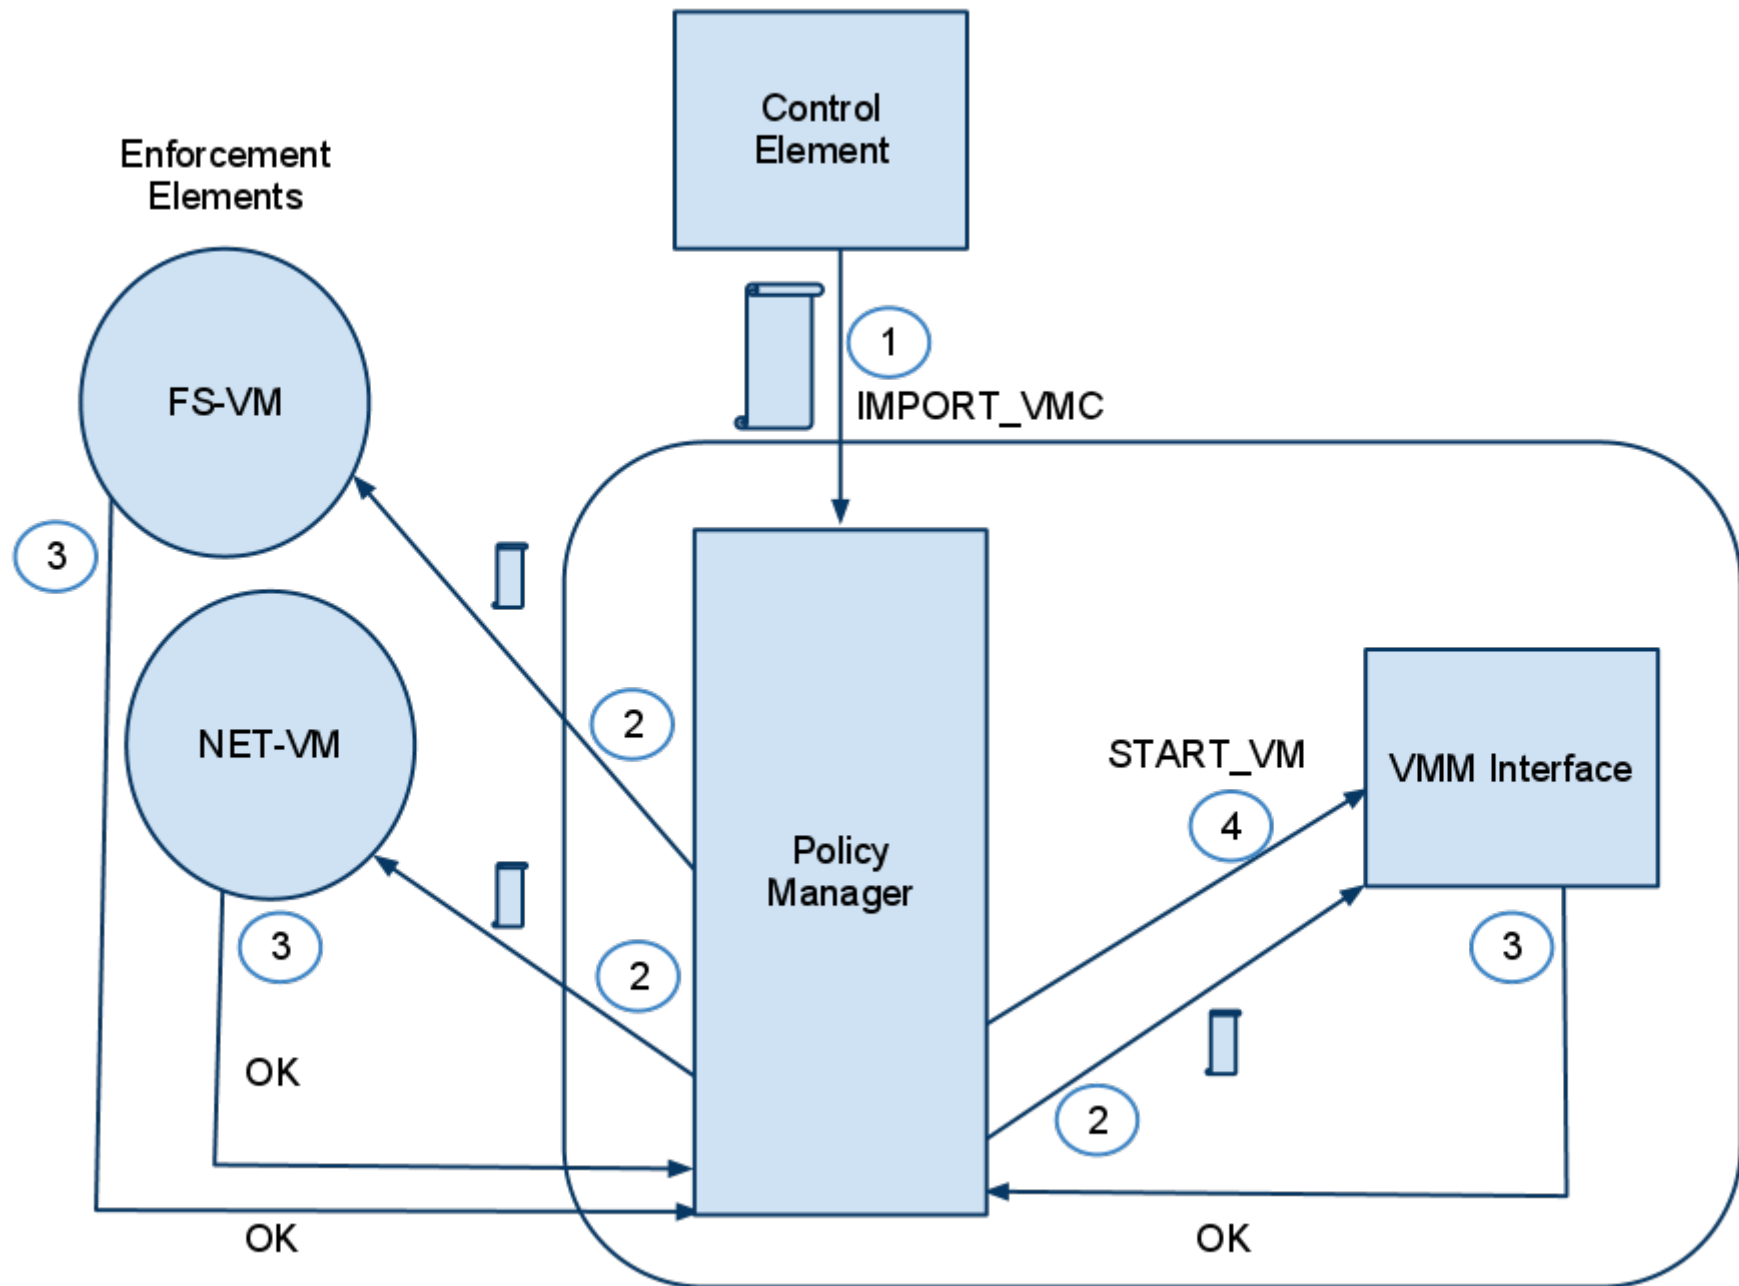 Control
Element
Enforcement
Elements
1
FS-VM
IMPORT_VMC
3
2
NET-VM
START_VM
VMM Interface
4
Policy
Manager
3
2
3
OK
2
OK
OK